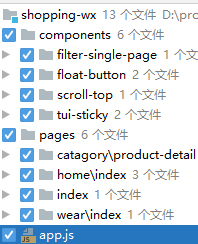 shopping-wx 13 个文件 D:\pro
components 6 个文件
filter-single-page 1 个文件
float-button 2 个文件
scroll-top 1 个文件
tui-sticky 2 个文件
pages 6 个文件
catagory\product-detail
home\index 3 个文件
index 1 个文件
wear\index 1 个文件
app.js